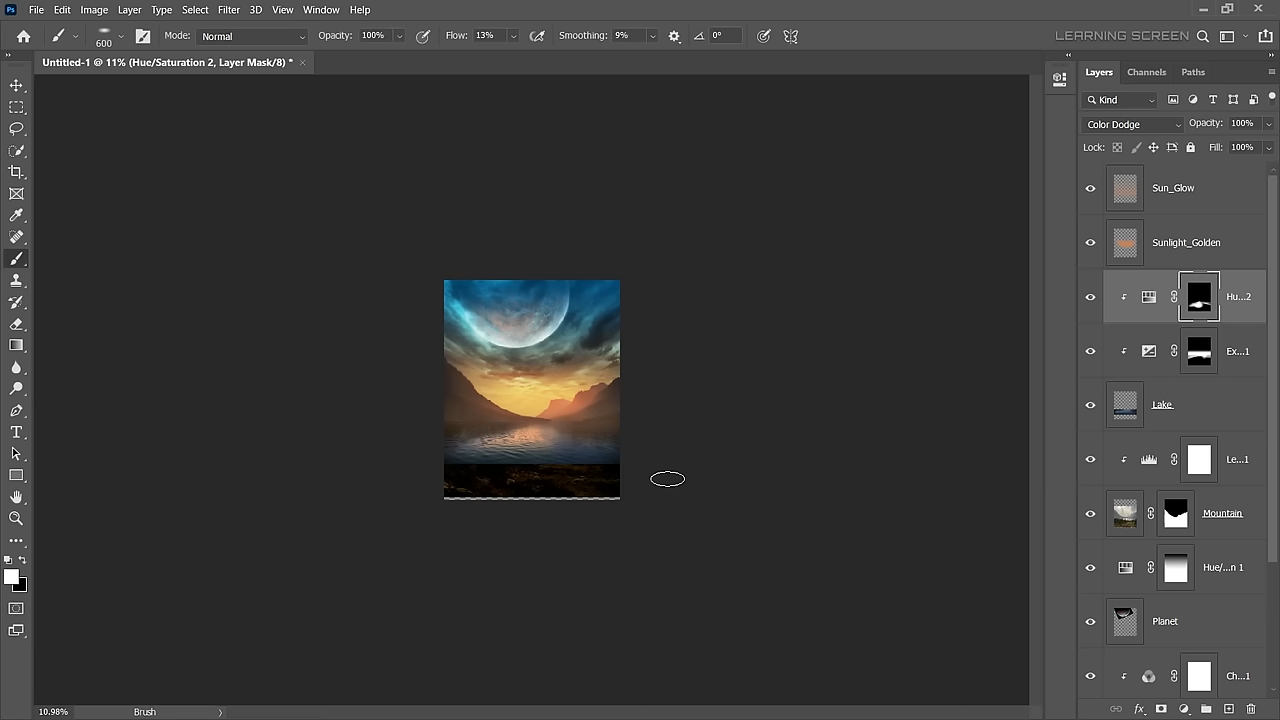 Ps File Edit Image Layer Type Select Filter 3D View Window Help
600 Mode: Normal Opacity: 100% Flow: 13% Smoothing: 9% 0° LEARNING SCREEN
Untitled-1 @ 11% (Hue/Saturation 2, Layer Mask/8) *
Layers Channels Paths
Kind
Color Dodge Opacity: 100%
Lock: Fill: 100%
Sun_Glow
Sunlight_Golden
Hu...2
Ex...1
Lake
Le...1
Mountain
Hue/...n 1
Planet
Ch...1
10.98% Brush